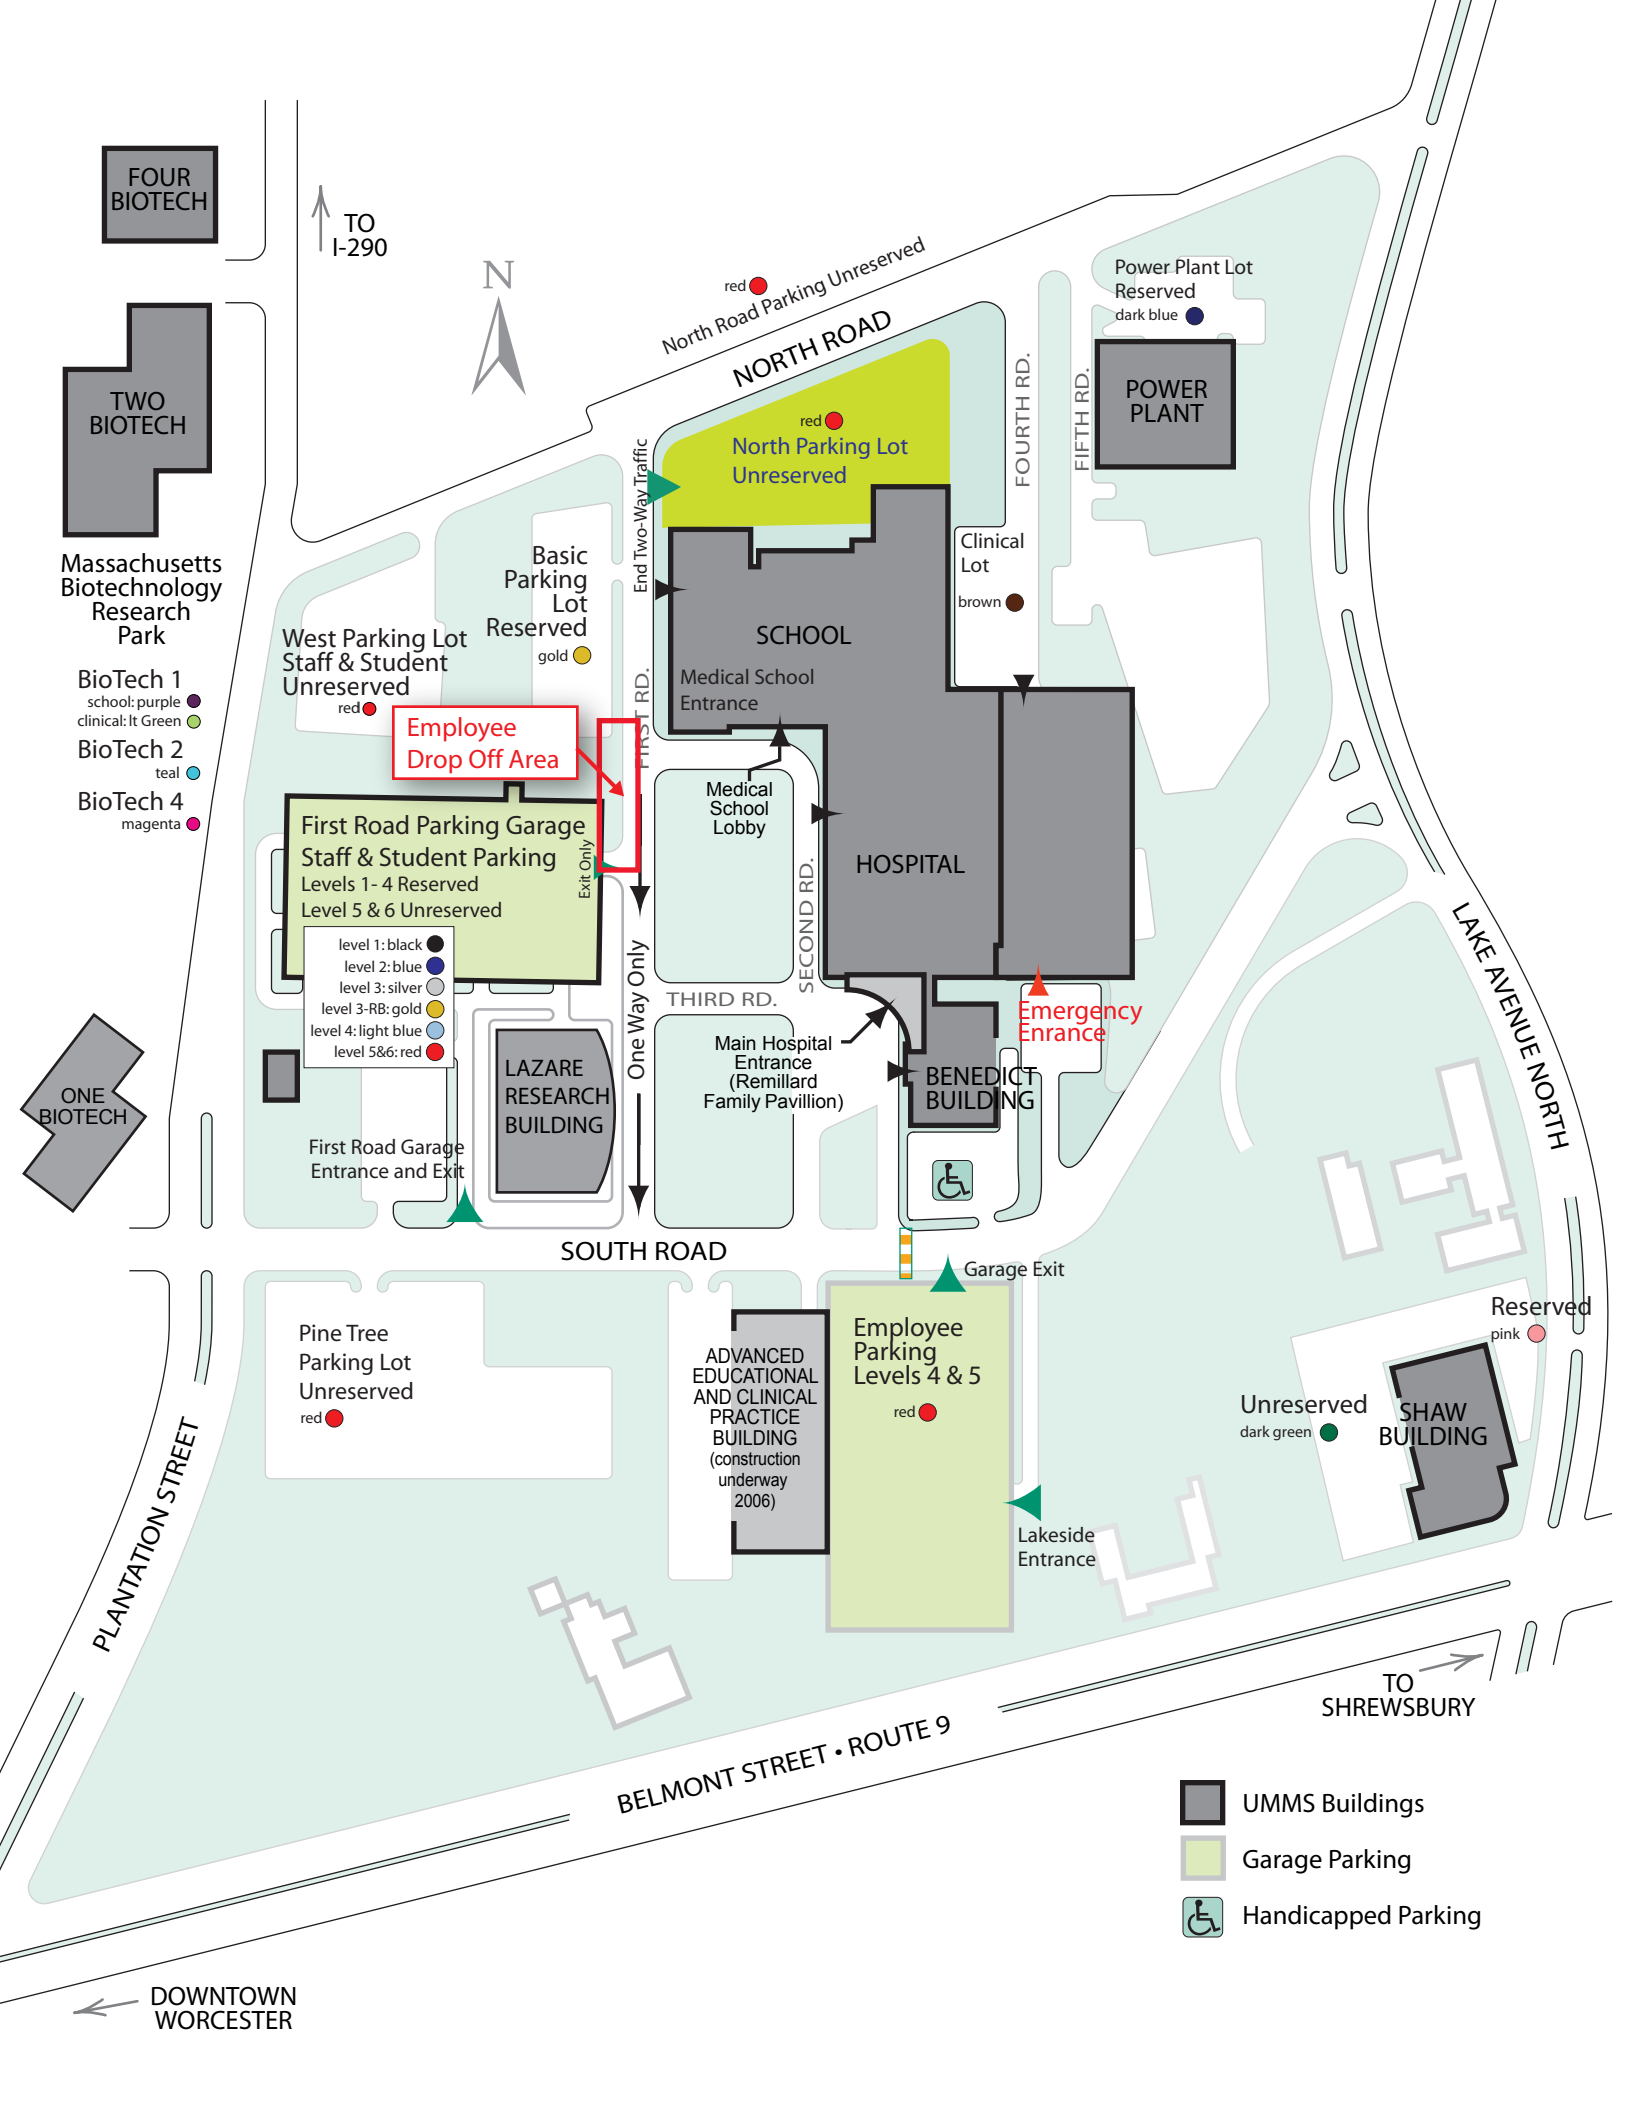 FOUR
BIOTECH
TO
I-290
N
TWO
BIOTECH
Massachusetts
Biotechnology
Research
Park
BioTech 1
school: purple
clinical: lt Green
BioTech 2
teal
BioTech 4
magenta
ONE
BIOTECH
red
North Road Parking Unreserved
NORTH ROAD
Power Plant Lot
Reserved
dark blue
POWER
PLANT
FOURTH RD.
FIFTH RD.
red
North Parking Lot
Unreserved
End Two-Way Traffic
Basic
Parking
Lot
Reserved
gold
West Parking Lot
Staff & Student
Unreserved
red
Clinical
Lot
brown
SCHOOL
Medical School
Entrance
FIRST RD.
Employee
Drop Off Area
Medical
School
Lobby
First Road Parking Garage
Staff & Student Parking
Levels 1- 4 Reserved
Level 5 & 6 Unreserved
Exit Only
level 1: black
level 2: blue
level 3: silver
level 3-RB: gold
level 4: light blue
level 5&6: red
HOSPITAL
SECOND RD.
THIRD RD.
One Way Only
Emergency
Entrance
Main Hospital
Entrance
(Remillard
Family Pavillion)
BENEDICT
BUILDING
LAZARE
RESEARCH
BUILDING
First Road Garage
Entrance and Exit
LAKE AVENUE NORTH
SOUTH ROAD
Garage Exit
Pine Tree
Parking Lot
Unreserved
red
ADVANCED
EDUCATIONAL
AND CLINICAL
PRACTICE
BUILDING
(construction
underway
2006)
Employee
Parking
Levels 4 & 5
red
Reserved
pink
Unreserved
dark green
SHAW
BUILDING
Lakeside
Entrance
PLANTATION STREET
BELMONT STREET • ROUTE 9
TO
SHREWSBURY
UMMS Buildings
Garage Parking
Handicapped Parking
DOWNTOWN
WORCESTER